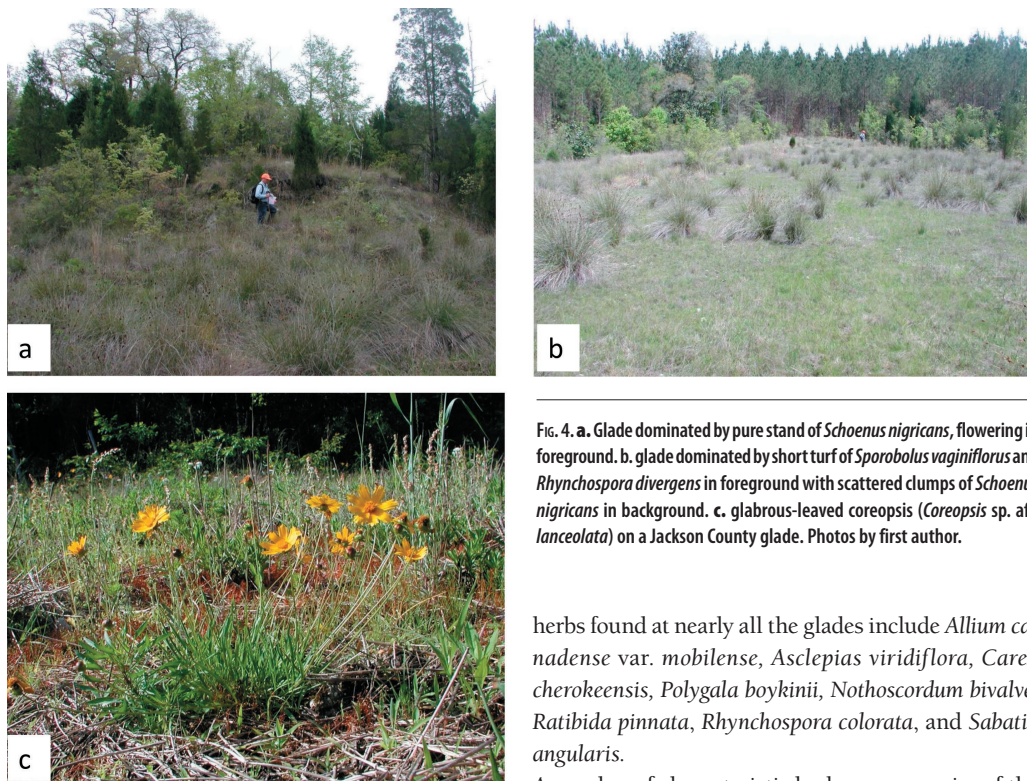 a
b
c
FIG. 4. a. Glade dominated by pure stand of Schoenus nigricans, flowering i
foreground. b. glade dominated by short turf of Sporobolus vaginiflorus an
Rhynchospora divergens in foreground with scattered clumps of Schoenu
nigricans in background. c. glabrous-leaved coreopsis (Coreopsis sp. af
lanceolata) on a Jackson County glade. Photos by first author.
herbs found at nearly all the glades include Allium ca
nadense var. mobilense, Asclepias viridiflora, Care
cherokeensis, Polygala boykinii, Nothoscordum bivalve
Ratibida pinnata, Rhynchospora colorata, and Sabati
angularis.